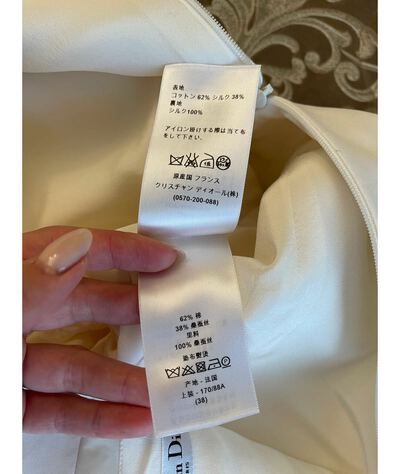 表地
コットン 62% シルク 38%
裏地
シルク100%
アイロン掛けする際は当て布
をして下さい。
原産国 フランス
クリスチャン ディオール(株)
(0570-200-088)
62% 棉
38% 桑蚕丝
里料
100% 桑蚕丝
垫布熨烫
产地 - 法国
上装 - 170/88A
(38)